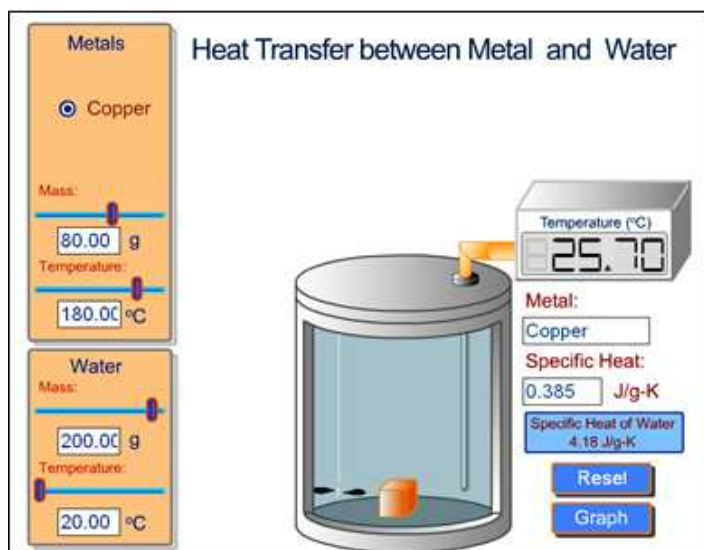 Metals
Heat Transfer between Metal and Water
Copper
Mass:
80.00 g
Temperature:
180.00 °C
Water
Mass:
200.00 g
Temperature:
20.00 °C
Temperature (°C)
25.70
Metal:
Copper
Specific Heat:
0.385 J/g-K
Specific Heat of Water
4.18 J/g-K
Reset
Graph